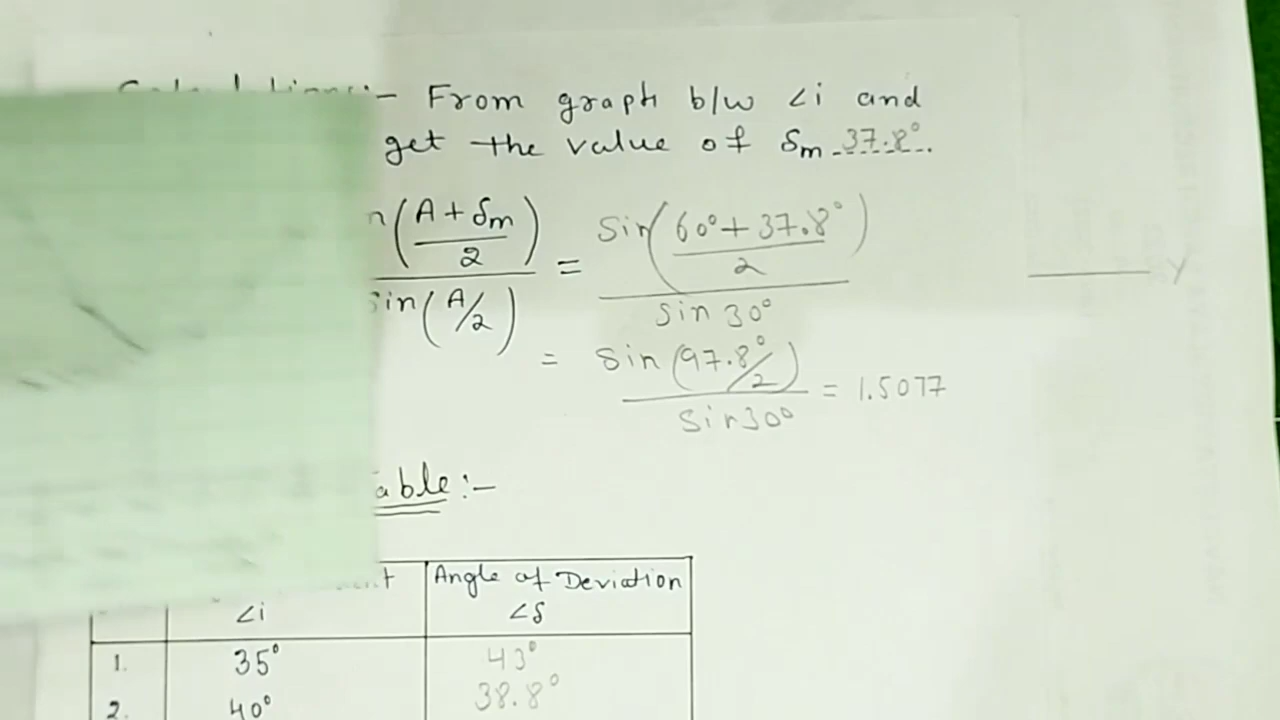 :- From graph b/w ∠i and
get the value of δm 37.8°.
n(A + δm / 2) = Sin(60° + 37.8° / 2)
sin(A/2) sin 30°
= Sin (97.8°/2) = 1.5077
Sin 30°
able :-
Angle of Deviation
∠i ∠δ
1. 35° 43°
2. 40° 38.8°